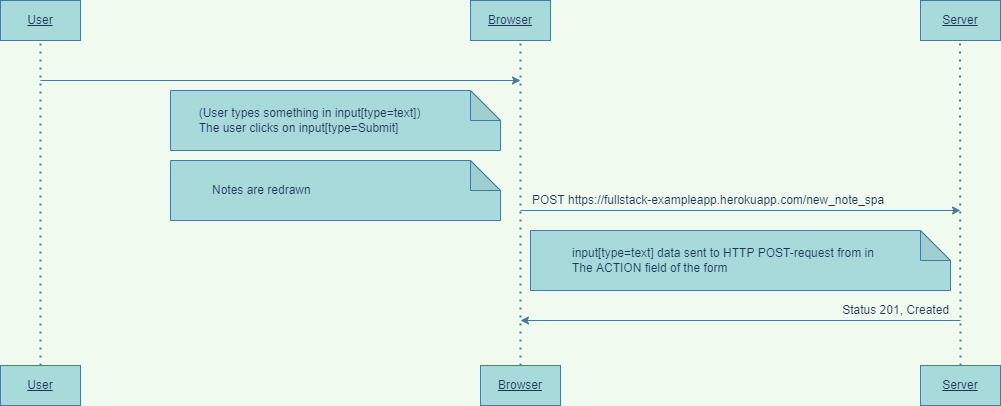 User
Browser
Server
(User types something in input[type=text])
The user clicks on input[type=Submit]
Notes are redrawn
POST https://fullstack-exampleapp.herokuapp.com/new_note_spa
input[type=text] data sent to HTTP POST-request from in
The ACTION field of the form
Status 201, Created
User
Browser
Server